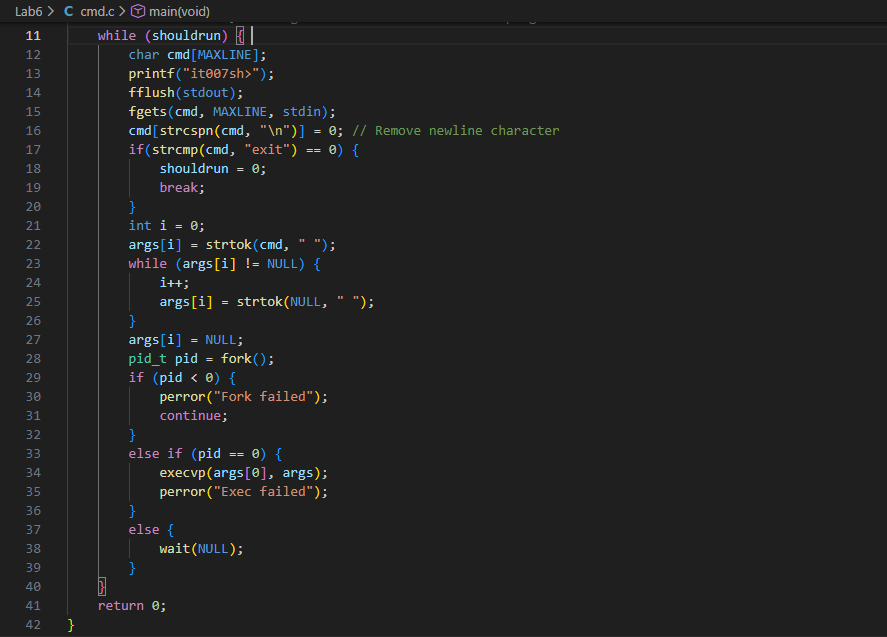 Lab6 > C cmd.c > main(void)
11 while (shouldrun) {
12 char cmd[MAXLINE];
13 printf("it007sh>");
14 fflush(stdout);
15 fgets(cmd, MAXLINE, stdin);
16 cmd[strcspn(cmd, "\n")] = 0; // Remove newline character
17 if(strcmp(cmd, "exit") == 0) {
18 shouldrun = 0;
19 break;
20 }
21 int i = 0;
22 args[i] = strtok(cmd, " ");
23 while (args[i] != NULL) {
24 i++;
25 args[i] = strtok(NULL, " ");
26 }
27 args[i] = NULL;
28 pid_t pid = fork();
29 if (pid < 0) {
30 perror("Fork failed");
31 continue;
32 }
33 else if (pid == 0) {
34 execvp(args[0], args);
35 perror("Exec failed");
36 }
37 else {
38 wait(NULL);
39 }
40 }
41 return 0;
42 }